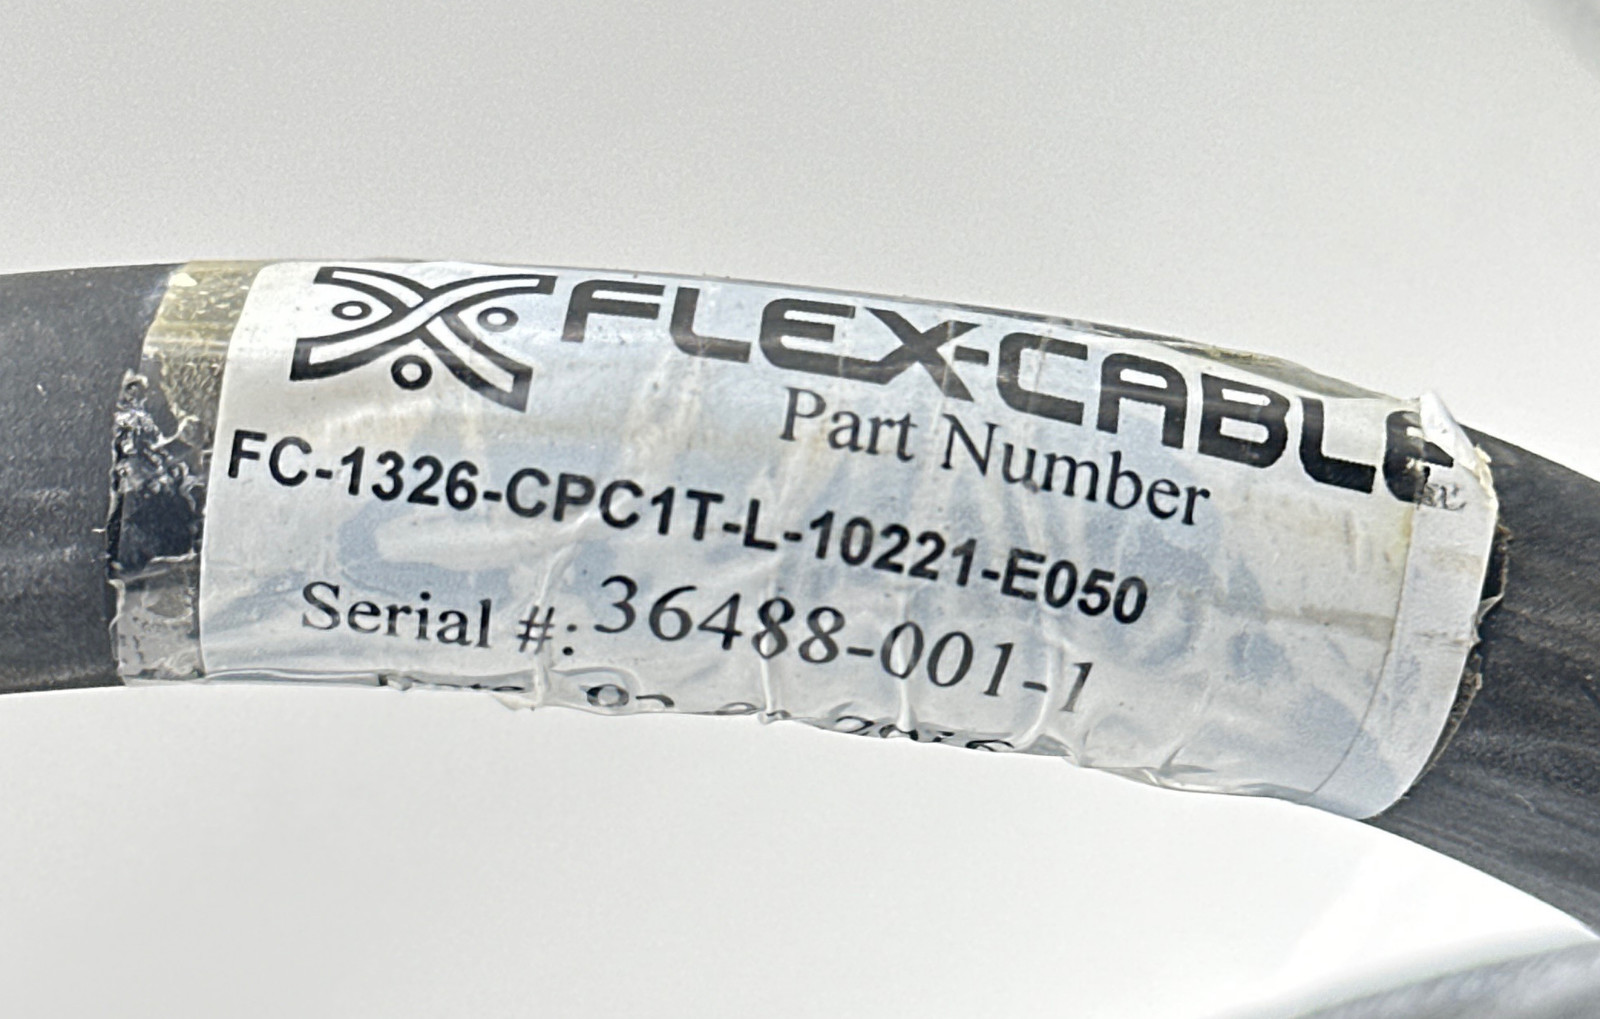 FLEX-CABLE
Part Number
FC-1326-CPC1T-L-10221-E050
Serial #: 36488-001-1